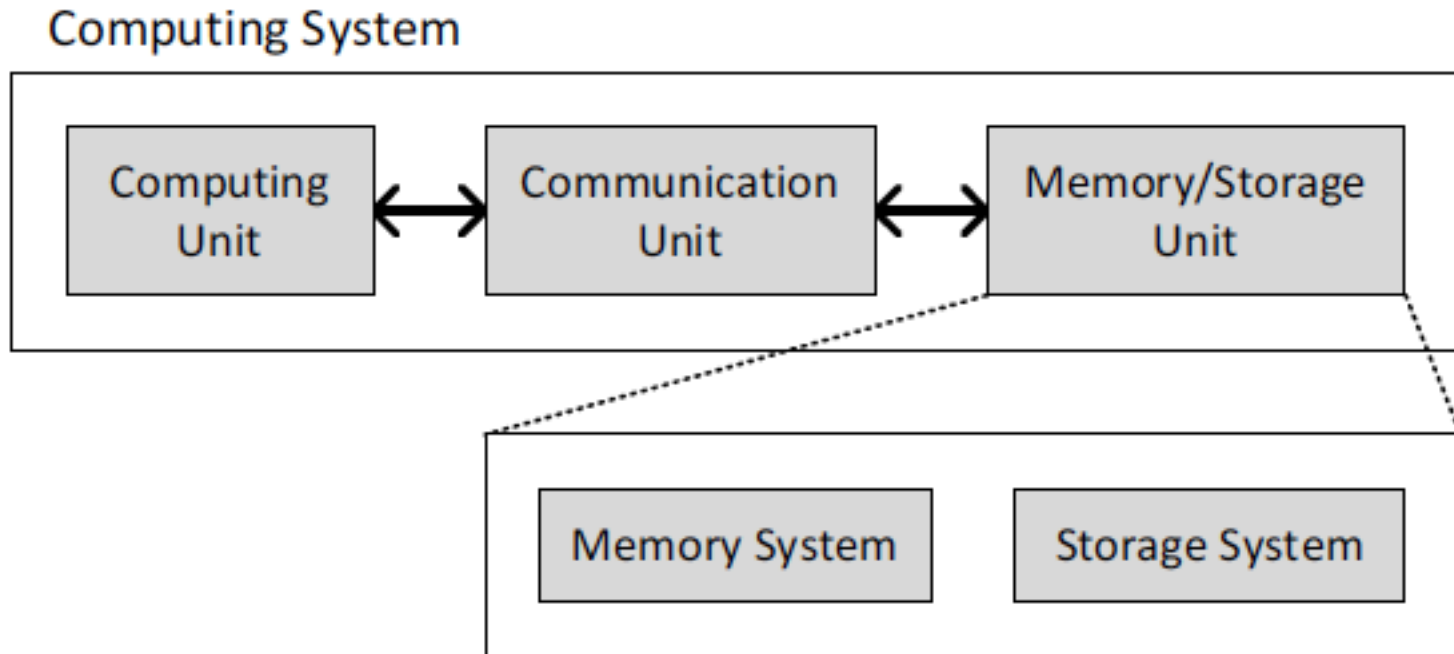 Computing System
Computing
Unit
Communication
Unit
Memory/Storage
Unit
Memory System
Storage System